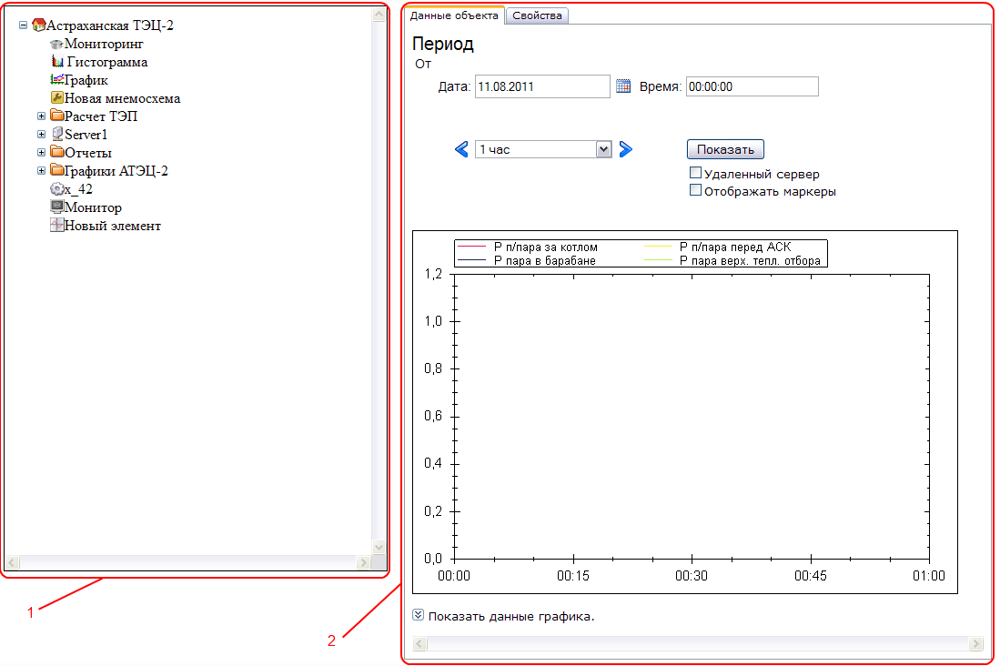 Астраханская ТЭЦ-2
Мониторинг
Гистограмма
График
Новая мнемосхема
Расчет ТЭП
Server1
Отчеты
Графики АТЭЦ-2
x_42
Монитор
Новый элемент
1
Данные объекта Свойства
Период
От
Дата: 11.08.2011 Время: 00:00:00
1 час Показать
Удаленный сервер
Отображать маркеры
Р п/пара за котлом Р п/пара перед АСК
Р пара в барабане Р пара верх. тепл. отбора
1,2
1,0
0,8
0,6
0,4
0,2
0,0
00:00 00:15 00:30 00:45 01:00
Показать данные графика.
2